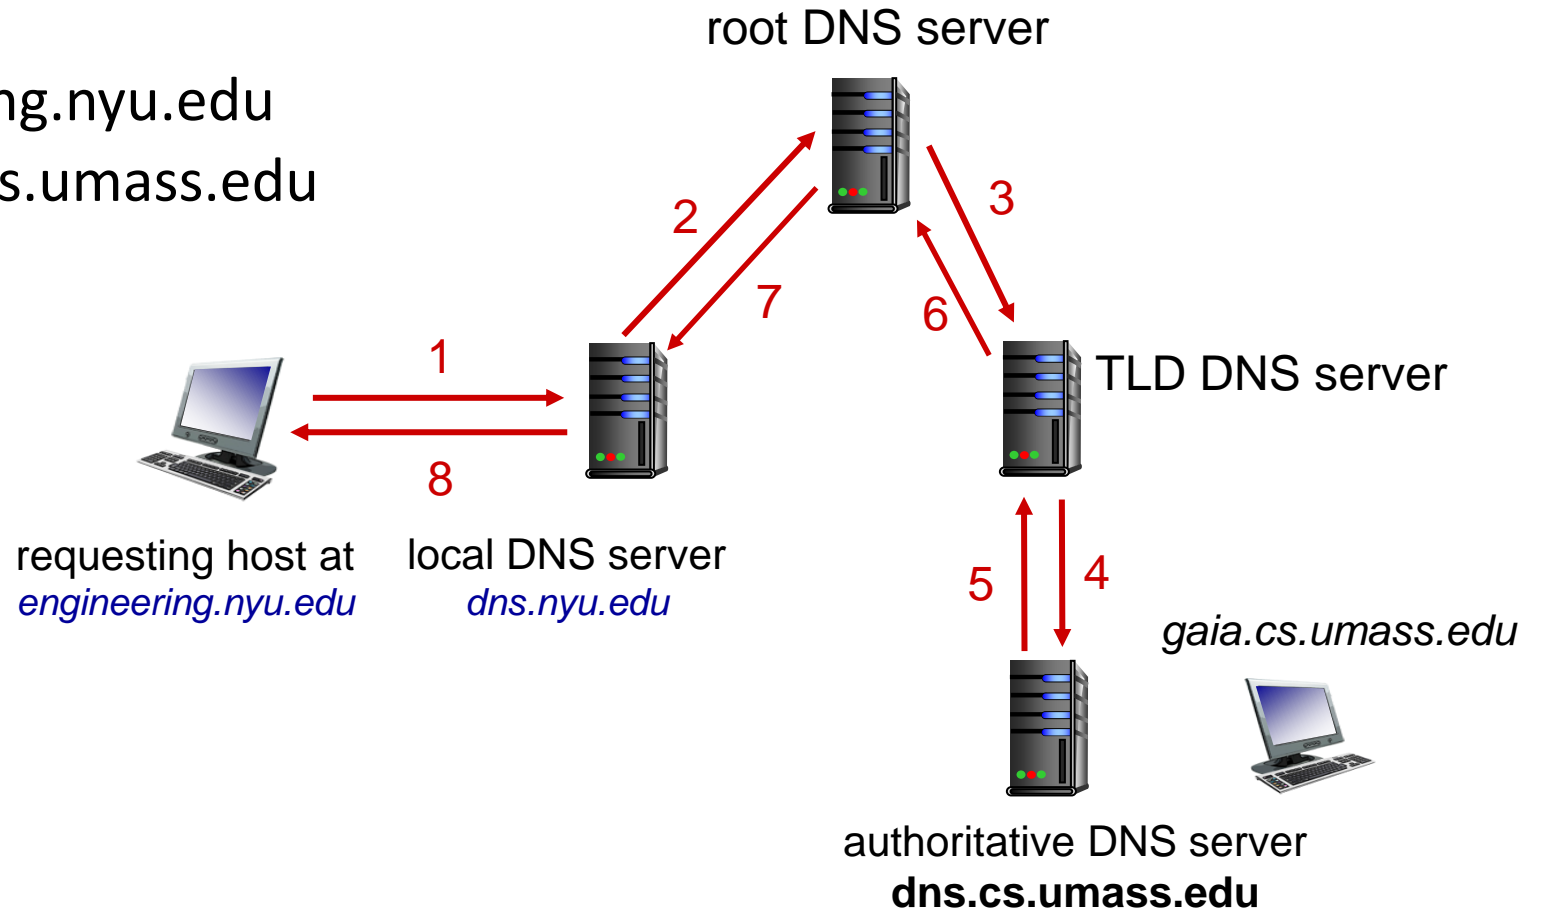 root DNS server
ng.nyu.edu
s.umass.edu
2
3
7
6
1
TLD DNS server
8
requesting host at
engineering.nyu.edu
local DNS server
dns.nyu.edu
5
4
gaia.cs.umass.edu
authoritative DNS server
dns.cs.umass.edu